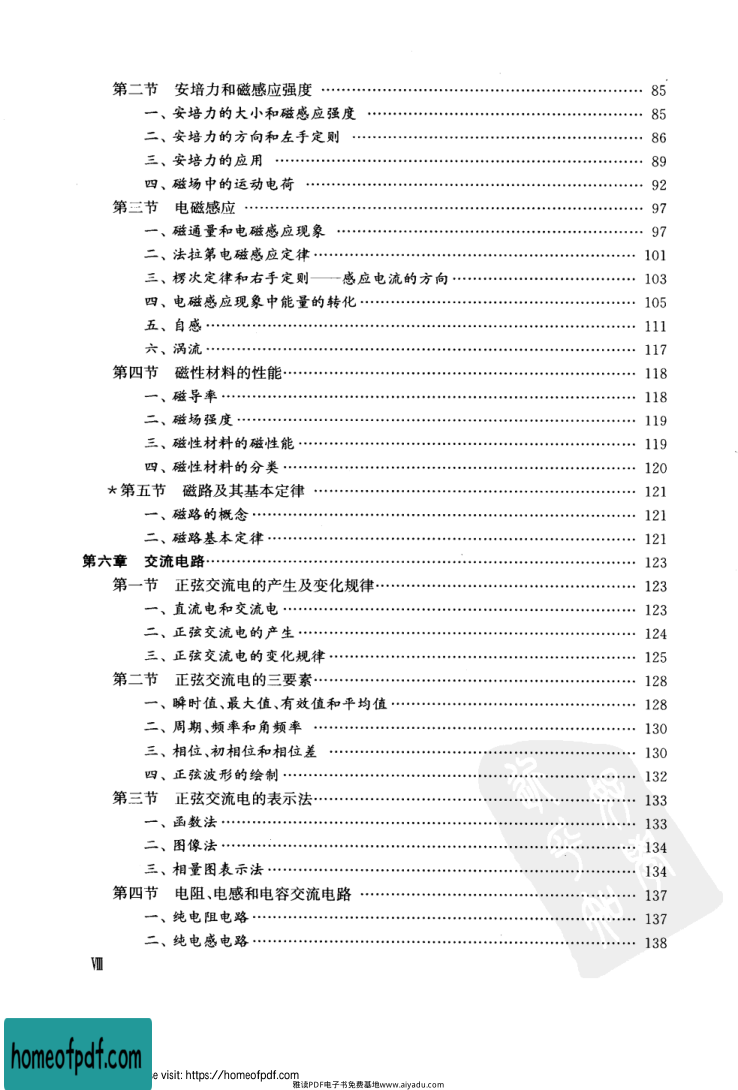 第二节 安培力和磁感应强度 …… 85
一、安培力的大小和磁感应强度 …… 85
二、安培力的方向和左手定则 …… 86
三、安培力的应用 …… 89
四、磁场中的运动电荷 …… 92
第三节 电磁感应 …… 97
一、磁通量和电磁感应现象 …… 97
二、法拉第电磁感应定律 …… 101
三、楞次定律和右手定则——感应电流的方向 …… 103
四、电磁感应现象中能量的转化 …… 105
五、自感 …… 111
六、涡流 …… 117
第四节 磁性材料的性能 …… 118
一、磁导率 …… 118
二、磁场强度 …… 119
三、磁性材料的磁性能 …… 119
四、磁性材料的分类 …… 120
*第五节 磁路及其基本定律 …… 121
一、磁路的概念 …… 121
二、磁路基本定律 …… 121
第六章 交流电路 …… 123
第一节 正弦交流电的产生及变化规律 …… 123
一、直流电和交流电 …… 123
二、正弦交流电的产生 …… 124
三、正弦交流电的变化规律 …… 125
第二节 正弦交流电的三要素 …… 128
一、瞬时值、最大值、有效值和平均值 …… 128
二、周期、频率和角频率 …… 130
三、相位、初相位和相位差 …… 130
四、正弦波形的绘制 …… 132
第三节 正弦交流电的表示法 …… 133
一、函数法 …… 133
二、图像法 …… 134
三、相量图表示法 …… 134
第四节 电阻、电感和电容交流电路 …… 137
一、纯电阻电路 …… 137
二、纯电感电路 …… 138
Ⅷ
homeofpdf.com
e visit: https://homeofpdf.com
雅读PDF电子书免费基地www.aiyadu.com